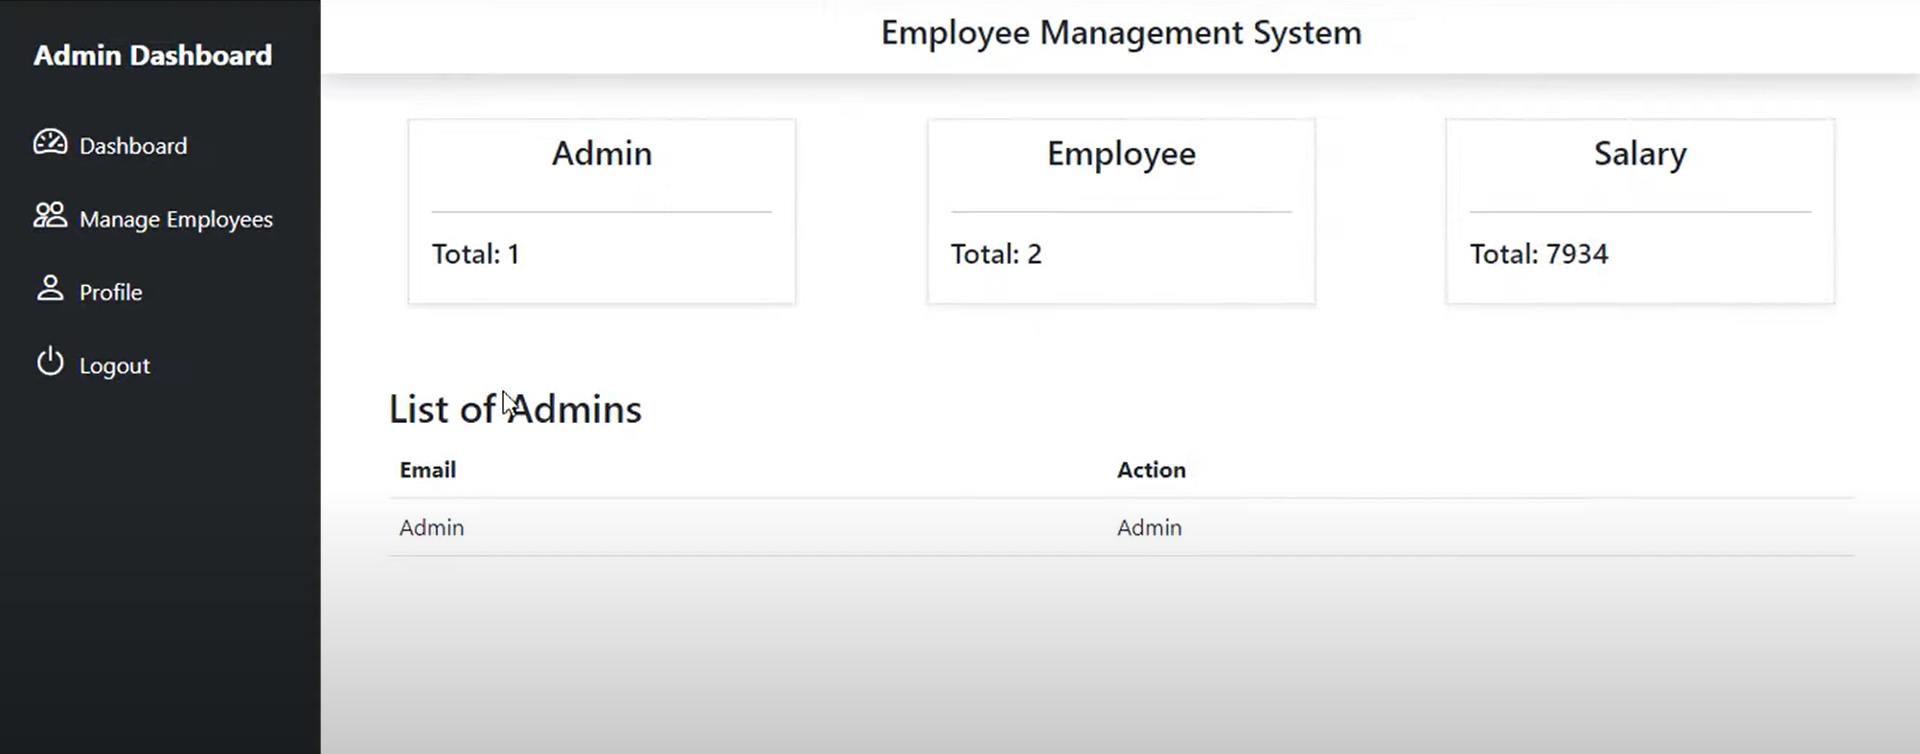 Admin Dashboard
Dashboard
Manage Employees
Profile
Logout
Employee Management System
Admin
Total: 1
Employee
Total: 2
Salary
Total: 7934
List of Admins
Email Action
Admin Admin